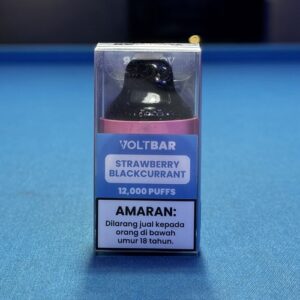 VOLTBAR
STRAWBERRY
BLACKCURRANT
12,000 PUFFS
AMARAN:
Dilarang jual kepada
orang di bawah
umur 18 tahun.